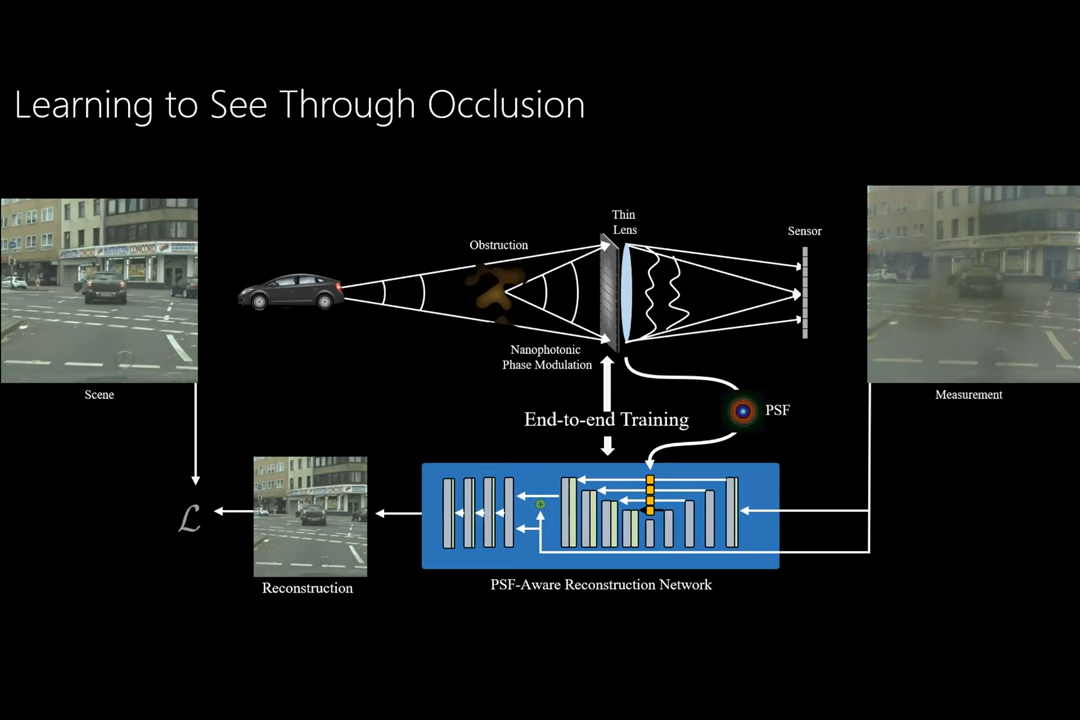 Learning to See Through Occlusion
Thin
Lens
Sensor
Obstruction
Nanophotonic
Phase Modulation
Scene
Measurement
End-to-end Training
PSF
ℒ
Reconstruction
PSF-Aware Reconstruction Network